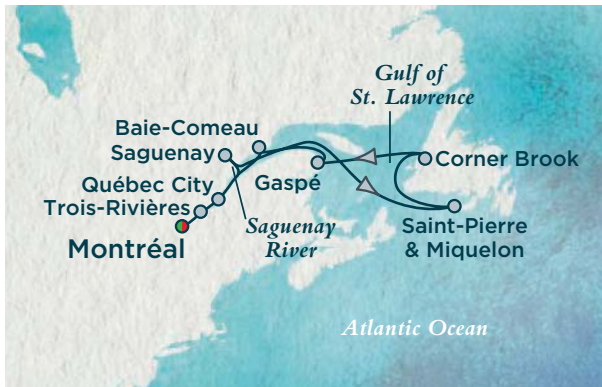 Gulf of
St. Lawrence
Baie-Comeau
Saguenay
Corner Brook
Québec City
Gaspé
Trois-Rivières
Saguenay
River
Saint-Pierre
& Miquelon
Montréal
Atlantic Ocean